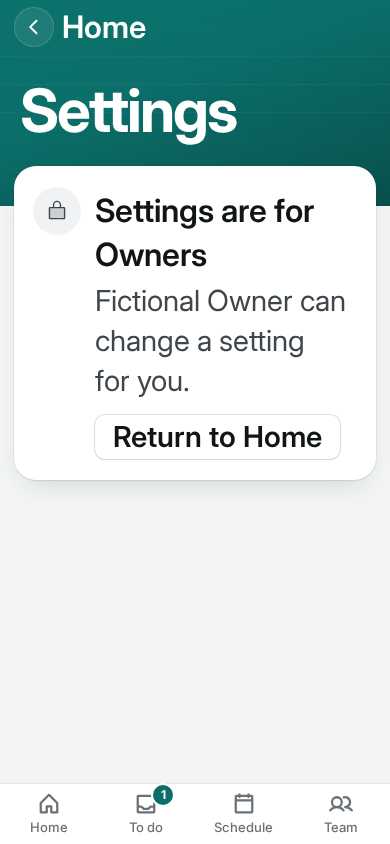 Home
Settings
Settings are for
Owners
Fictional Owner can
change a setting
for you.
Return to Home
1
Home
To do
Schedule
Team